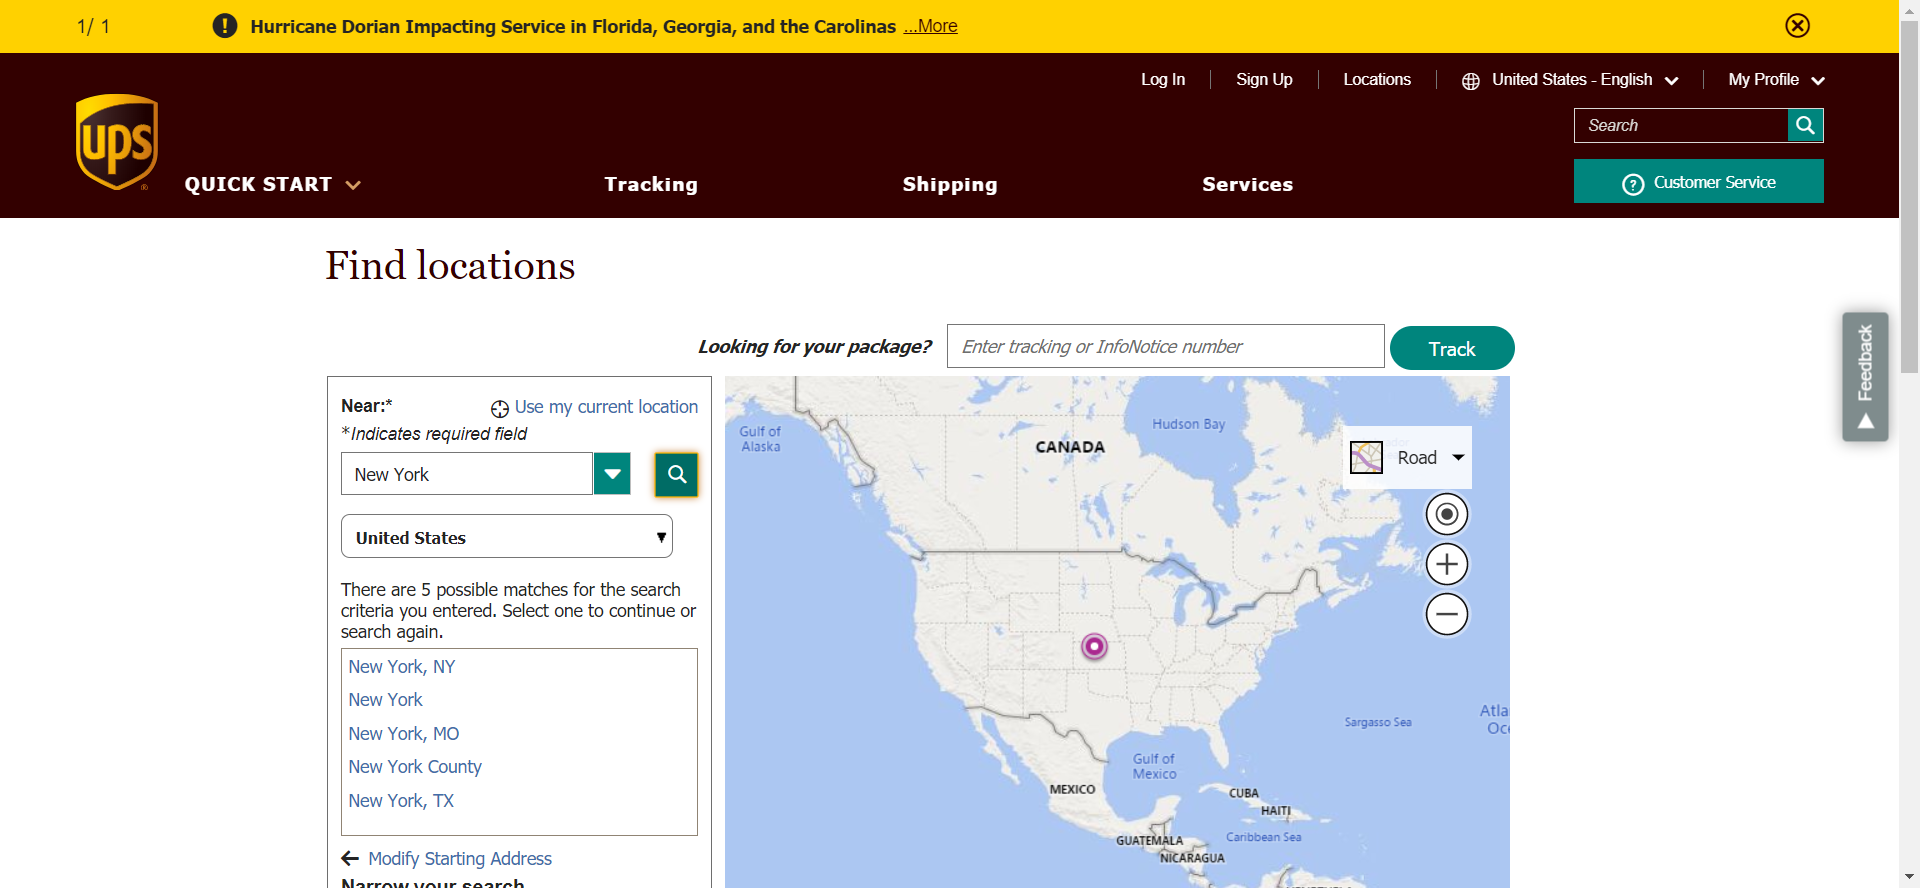 1/ 1
Hurricane Dorian Impacting Service in Florida, Georgia, and the Carolinas ...More
Log In
Sign Up
Locations
United States - English
My Profile
Search
ups
QUICK START
Tracking
Shipping
Services
Customer Service
Find locations
Feedback
Looking for your package?
Enter tracking or InfoNotice number
Track
Near:*
Use my current location
*Indicates required field
New York
United States
There are 5 possible matches for the search
criteria you entered. Select one to continue or
search again.
New York, NY
New York
New York, MO
New York County
New York, TX
Modify Starting Address
Narrow your search
Gulf of
Alaska
Hudson Bay
CANADA
Road
Sargasso Sea
Atla
Oce
Gulf of
Mexico
MEXICO
CUBA
HAITI
GUATEMALA
Caribbean Sea
NICARAGUA